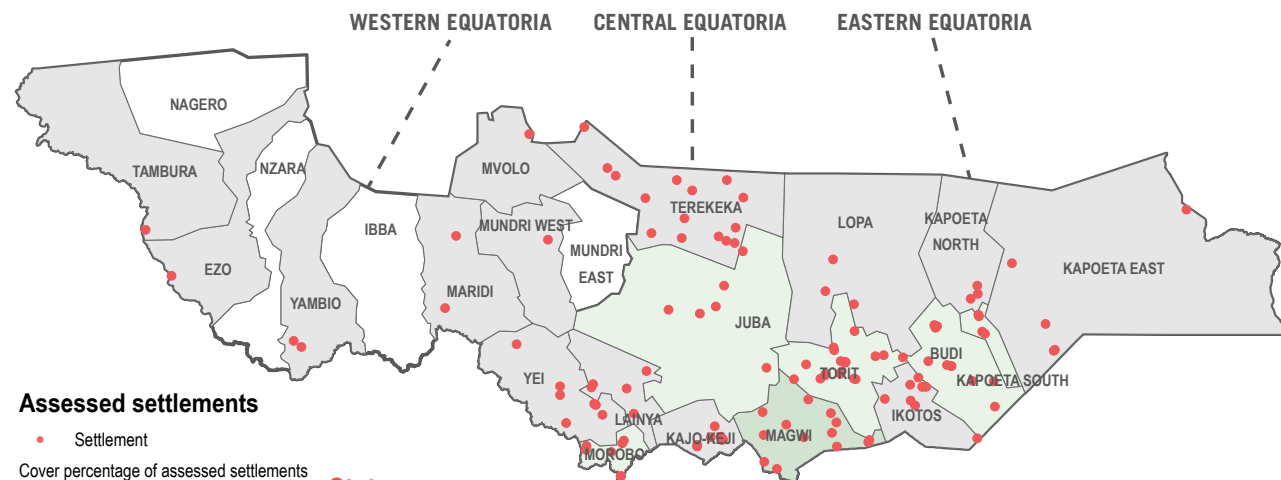 WESTERN EQUATORIA
CENTRAL EQUATORIA
EASTERN EQUATORIA
NAGERO
TAMBURA
NZARA
MVOLO
TEREKEKA
LOPA
KAPOETA
NORTH
IBBA
MUNDRI WEST
MUNDRI
EAST
EZO
KAPOETA EAST
YAMBIO
MARIDI
JUBA
YEI
TORIT
BUDI
KAPOETA SOUTH
LAINYA
IKOTOS
KAJO-KEJI
MAGWI
MOROBO
Assessed settlements
Settlement
Cover percentage of assessed settlements